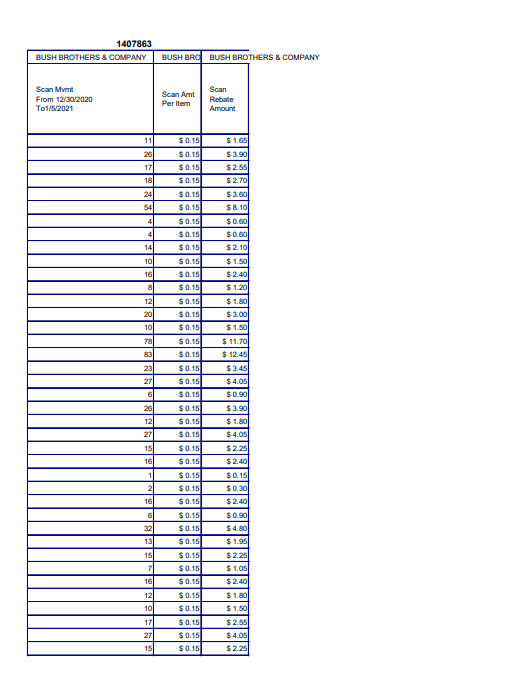 1407863
BUSH BROTHERS & COMPANY BUSH BRO BUSH BROTHERS & COMPANY
Scan Mvmt
From 12/30/2020
To1/5/2021
Scan Amt
Per Item
Scan
Rebate
Amount
11 $ 0.15 $ 1.65
26 $ 0.15 $ 3.90
17 $ 0.15 $ 2.55
18 $ 0.15 $ 2.70
24 $ 0.15 $ 3.60
54 $ 0.15 $ 8.10
4 $ 0.15 $ 0.60
4 $ 0.15 $ 0.60
14 $ 0.15 $ 2.10
10 $ 0.15 $ 1.50
16 $ 0.15 $ 2.40
8 $ 0.15 $ 1.20
12 $ 0.15 $ 1.80
20 $ 0.15 $ 3.00
10 $ 0.15 $ 1.50
78 $ 0.15 $ 11.70
83 $ 0.15 $ 12.45
23 $ 0.15 $ 3.45
27 $ 0.15 $ 4.05
6 $ 0.15 $ 0.90
26 $ 0.15 $ 3.90
12 $ 0.15 $ 1.80
27 $ 0.15 $ 4.05
15 $ 0.15 $ 2.25
16 $ 0.15 $ 2.40
1 $ 0.15 $ 0.15
2 $ 0.15 $ 0.30
16 $ 0.15 $ 2.40
6 $ 0.15 $ 0.90
32 $ 0.15 $ 4.80
13 $ 0.15 $ 1.95
15 $ 0.15 $ 2.25
7 $ 0.15 $ 1.05
16 $ 0.15 $ 2.40
12 $ 0.15 $ 1.80
10 $ 0.15 $ 1.50
17 $ 0.15 $ 2.55
27 $ 0.15 $ 4.05
15 $ 0.15 $ 2.25